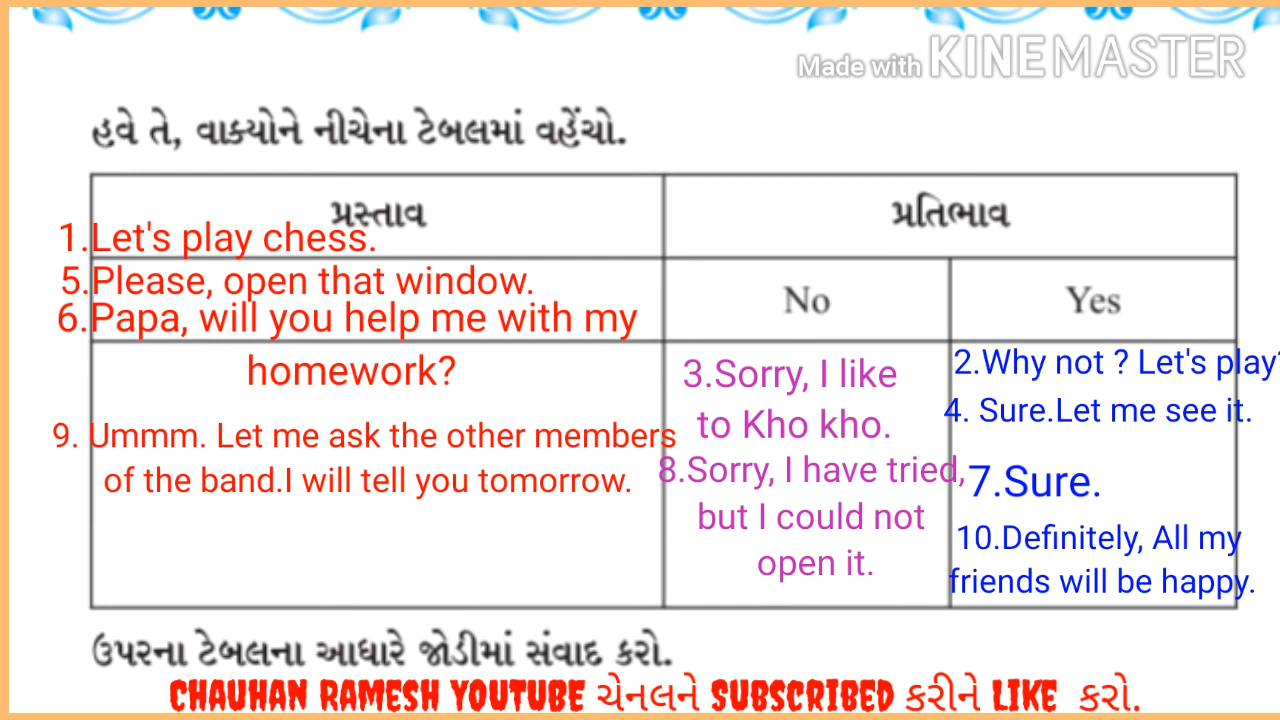 Made with KINEMASTER
હવે તે, વાક્યોને નીચેના ટેબલમાં વહેંચો.
પ્રસ્તાવ
પ્રતિભાવ
1.Let's play chess.
5.Please, open that window.
6.Papa, will you help me with my
homework?
9. Ummm. Let me ask the other members
of the band.I will tell you tomorrow.
No
Yes
3.Sorry, I like
to Kho kho.
8.Sorry, I have tried,
but I could not
open it.
2.Why not ? Let's play
4. Sure.Let me see it.
7.Sure.
10.Definitely, All my
friends will be happy.
ઉપરના ટેબલના આધારે જોડીમાં સંવાદ કરો.
CHAUHAN RAMESH YOUTUBE ચેનલને SUBSCRIBED કરીને LIKE કરો.